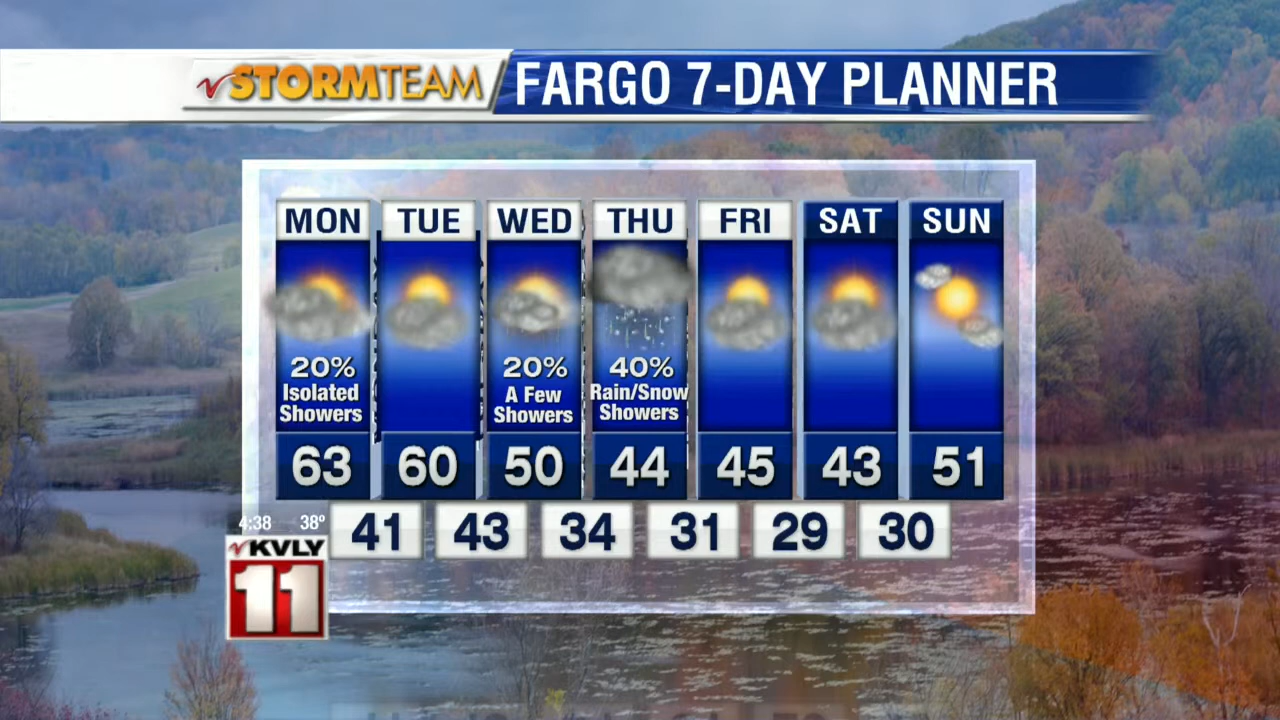 STORMTEAM FARGO 7-DAY PLANNER
MON TUE WED THU FRI SAT SUN
20% 20% 40%
Isolated A Few Rain/Snow
Showers Showers Showers
63 60 50 44 45 43 51
4:38 38°
41 43 34 31 29 30
KVLY
11